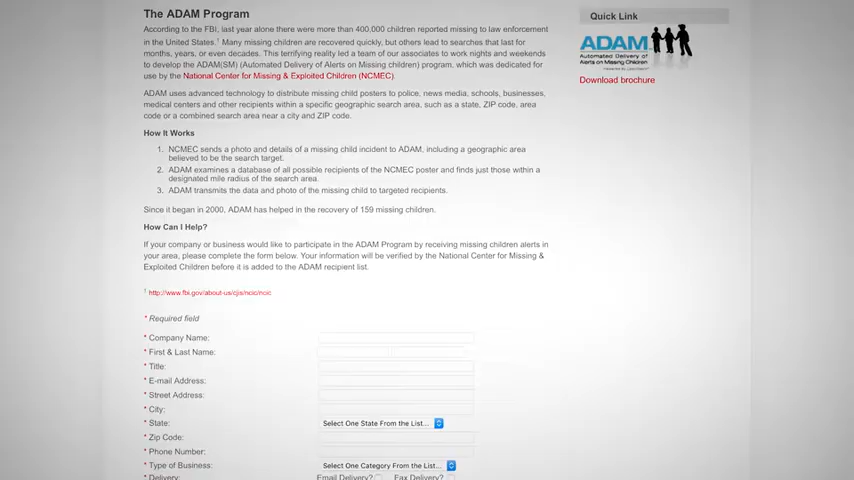 The ADAM Program
According to the FBI, last year alone there were more than 400,000 children reported missing to law enforcement
in the United States.1 Many missing children are recovered quickly, but others lead to searches that last for
months, years, or even decades. This terrifying reality led a team of our associates to work nights and weekends
to develop the ADAM(SM) (Automated Delivery of Alerts on Missing children) program, which was dedicated for
use by the National Center for Missing & Exploited Children (NCMEC).
ADAM uses advanced technology to distribute missing child posters to police, news media, schools, businesses,
medical centers and other recipients within a specific geographic search area, such as a state, ZIP code, area
code or a combined search area near a city and ZIP code.
How It Works
1. NCMEC sends a photo and details of a missing child incident to ADAM, including a geographic area
believed to be the search target.
2. ADAM examines a database of all possible recipients of the NCMEC poster and finds just those within a
designated mile radius of the search area.
3. ADAM transmits the data and photo of the missing child to targeted recipients.
Since it began in 2000, ADAM has helped in the recovery of 159 missing children.
How Can I Help?
If your company or business would like to participate in the ADAM Program by receiving missing children alerts in
your area, please complete the form below. Your information will be verified by the National Center for Missing &
Exploited Children before it is added to the ADAM recipient list.
1 http://www.fbi.gov/about-us/cjis/ncic/ncic
* Required field
* Company Name:
* First & Last Name:
* Title:
* E-mail Address:
* Street Address:
* City:
* State: Select One State From the List...
* Zip Code:
* Phone Number:
* Type of Business: Select One Category From the List...
* Delivery: Email Delivery? Fax Delivery?
Quick Link
ADAM
Automated Delivery of
Alerts on Missing Children
Download brochure